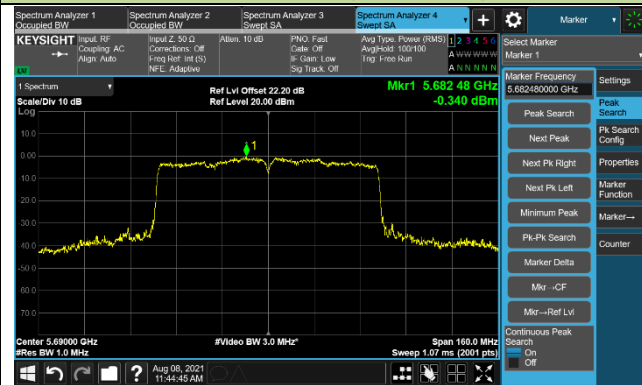 Spectrum Analyzer 1
Occupied BW
Spectrum Analyzer 2
Occupied BW
Spectrum Analyzer 3
Swept SA
Spectrum Analyzer 4
Swept SA
+
Marker
KEYSIGHT
Input: RF
Coupling: AC
Align: Auto
Input Z: 50 Ω
Corrections: Off
Freq Ref: Int (S)
NFE: Adaptive
Atten: 10 dB
PNO: Fast
Gate: Off
IF Gain: Low
Sig Track: Off
Avg Type: Power (RMS)
Avg|Hold: 100/100
Trig: Free Run
1 2 3 4 5 6
A W W W W W
A N N N N N
LXI
Select Marker
Marker 1
1 Spectrum
Scale/Div 10 dB
Log
Ref Lvl Offset 22.20 dB
Ref Level 20.00 dBm
Mkr1 5.682 48 GHz
-0.340 dBm
1
10.0
0.00
-10.0
-20.0
-30.0
-40.0
-50.0
-60.0
-70.0
Center 5.69000 GHz
#Res BW 1.0 MHz
#Video BW 3.0 MHz*
Span 160.0 MHz
Sweep 1.07 ms (2001 pts)
Marker Frequency
5.682480000 GHz
Peak Search
Next Peak
Next Pk Right
Next Pk Left
Minimum Peak
Pk-Pk Search
Marker Delta
Mkr→CF
Mkr→Ref Lvl
Continuous Peak
Search
On
Off
Settings
Peak
Search
Pk Search
Config
Properties
Marker
Function
Marker→
Counter
?
Aug 08, 2021
11:44:45 AM